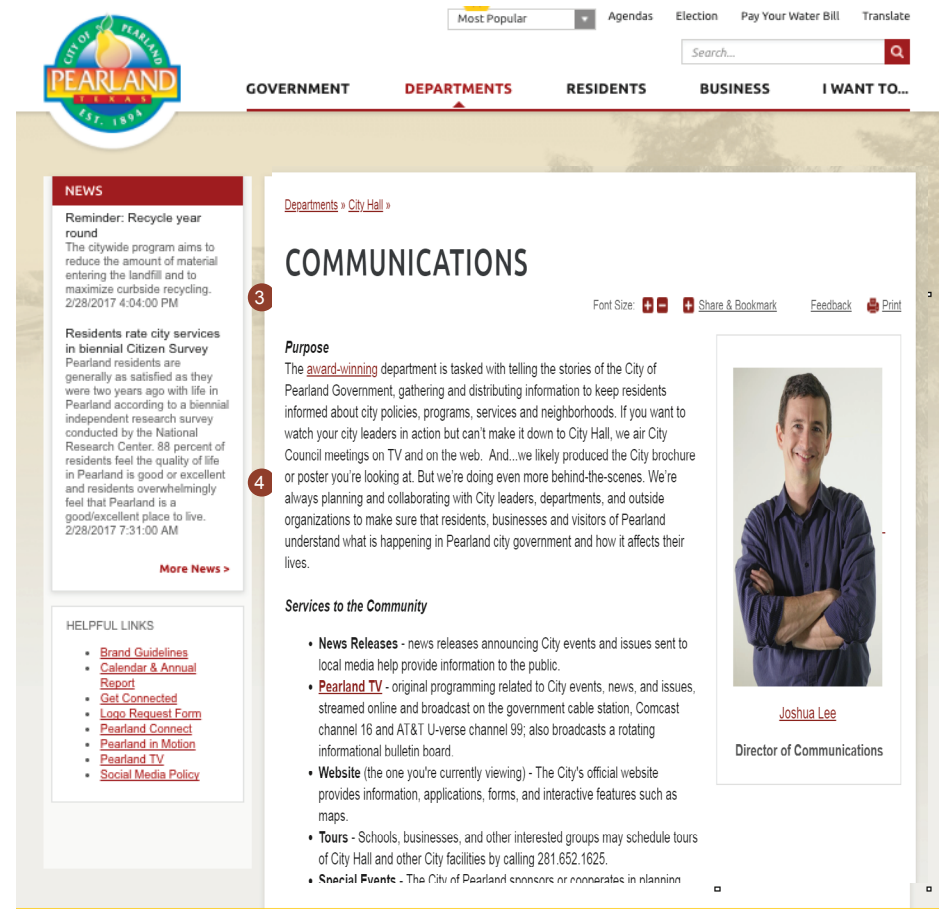 Most Popular
Agendas
Election
Pay Your Water Bill
Translate
CITY OF PEARLAND
PEARLAND
TEXAS
EST. 1894
Search...
GOVERNMENT
DEPARTMENTS
RESIDENTS
BUSINESS
I WANT TO...
NEWS
Reminder: Recycle year
round
The citywide program aims to
reduce the amount of material
entering the landfill and to
maximize curbside recycling.
2/28/2017 4:04:00 PM
Residents rate city services
in biennial Citizen Survey
Pearland residents are
generally as satisfied as they
were two years ago with life in
Pearland according to a biennial
independent research survey
conducted by the National
Research Center. 88 percent of
residents feel the quality of life
in Pearland is good or excellent
and residents overwhelmingly
feel that Pearland is a
good/excellent place to live.
2/28/2017 7:31:00 AM
More News >
HELPFUL LINKS
• Brand Guidelines
• Calendar & Annual
Report
• Get Connected
• Logo Request Form
• Pearland Connect
• Pearland in Motion
• Pearland TV
• Social Media Policy
3
4
Departments » City Hall »
COMMUNICATIONS
Font Size:
Share & Bookmark
Feedback
Print
Purpose
The award-winning department is tasked with telling the stories of the City of
Pearland Government, gathering and distributing information to keep residents
informed about city policies, programs, services and neighborhoods. If you want to
watch your city leaders in action but can't make it down to City Hall, we air City
Council meetings on TV and on the web. And...we likely produced the City brochure
or poster you're looking at. But we're doing even more behind-the-scenes. We're
always planning and collaborating with City leaders, departments, and outside
organizations to make sure that residents, businesses and visitors of Pearland
understand what is happening in Pearland city government and how it affects their
lives.
Services to the Community
• News Releases - news releases announcing City events and issues sent to
local media help provide information to the public.
• Pearland TV - original programming related to City events, news, and issues,
streamed online and broadcast on the government cable station, Comcast
channel 16 and AT&T U-verse channel 99; also broadcasts a rotating
informational bulletin board.
• Website (the one you're currently viewing) - The City's official website
provides information, applications, forms, and interactive features such as
maps.
• Tours - Schools, businesses, and other interested groups may schedule tours
of City Hall and other City facilities by calling 281.652.1625.
• Special Events - The City of Pearland sponsors or cooperates in planning
Joshua Lee
Director of Communications